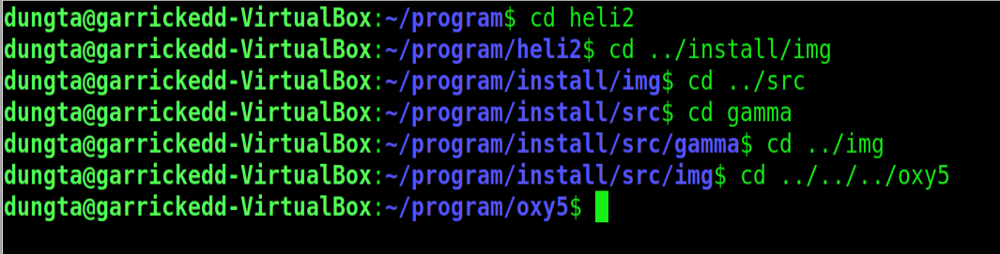 dungta@garrickedd-VirtualBox:~/program$ cd heli2
dungta@garrickedd-VirtualBox:~/program/heli2$ cd ../install/img
dungta@garrickedd-VirtualBox:~/program/install/img$ cd ../src
dungta@garrickedd-VirtualBox:~/program/install/src$ cd gamma
dungta@garrickedd-VirtualBox:~/program/install/src/gamma$ cd ../img
dungta@garrickedd-VirtualBox:~/program/install/src/img$ cd ../../../oxy5
dungta@garrickedd-VirtualBox:~/program/oxy5$